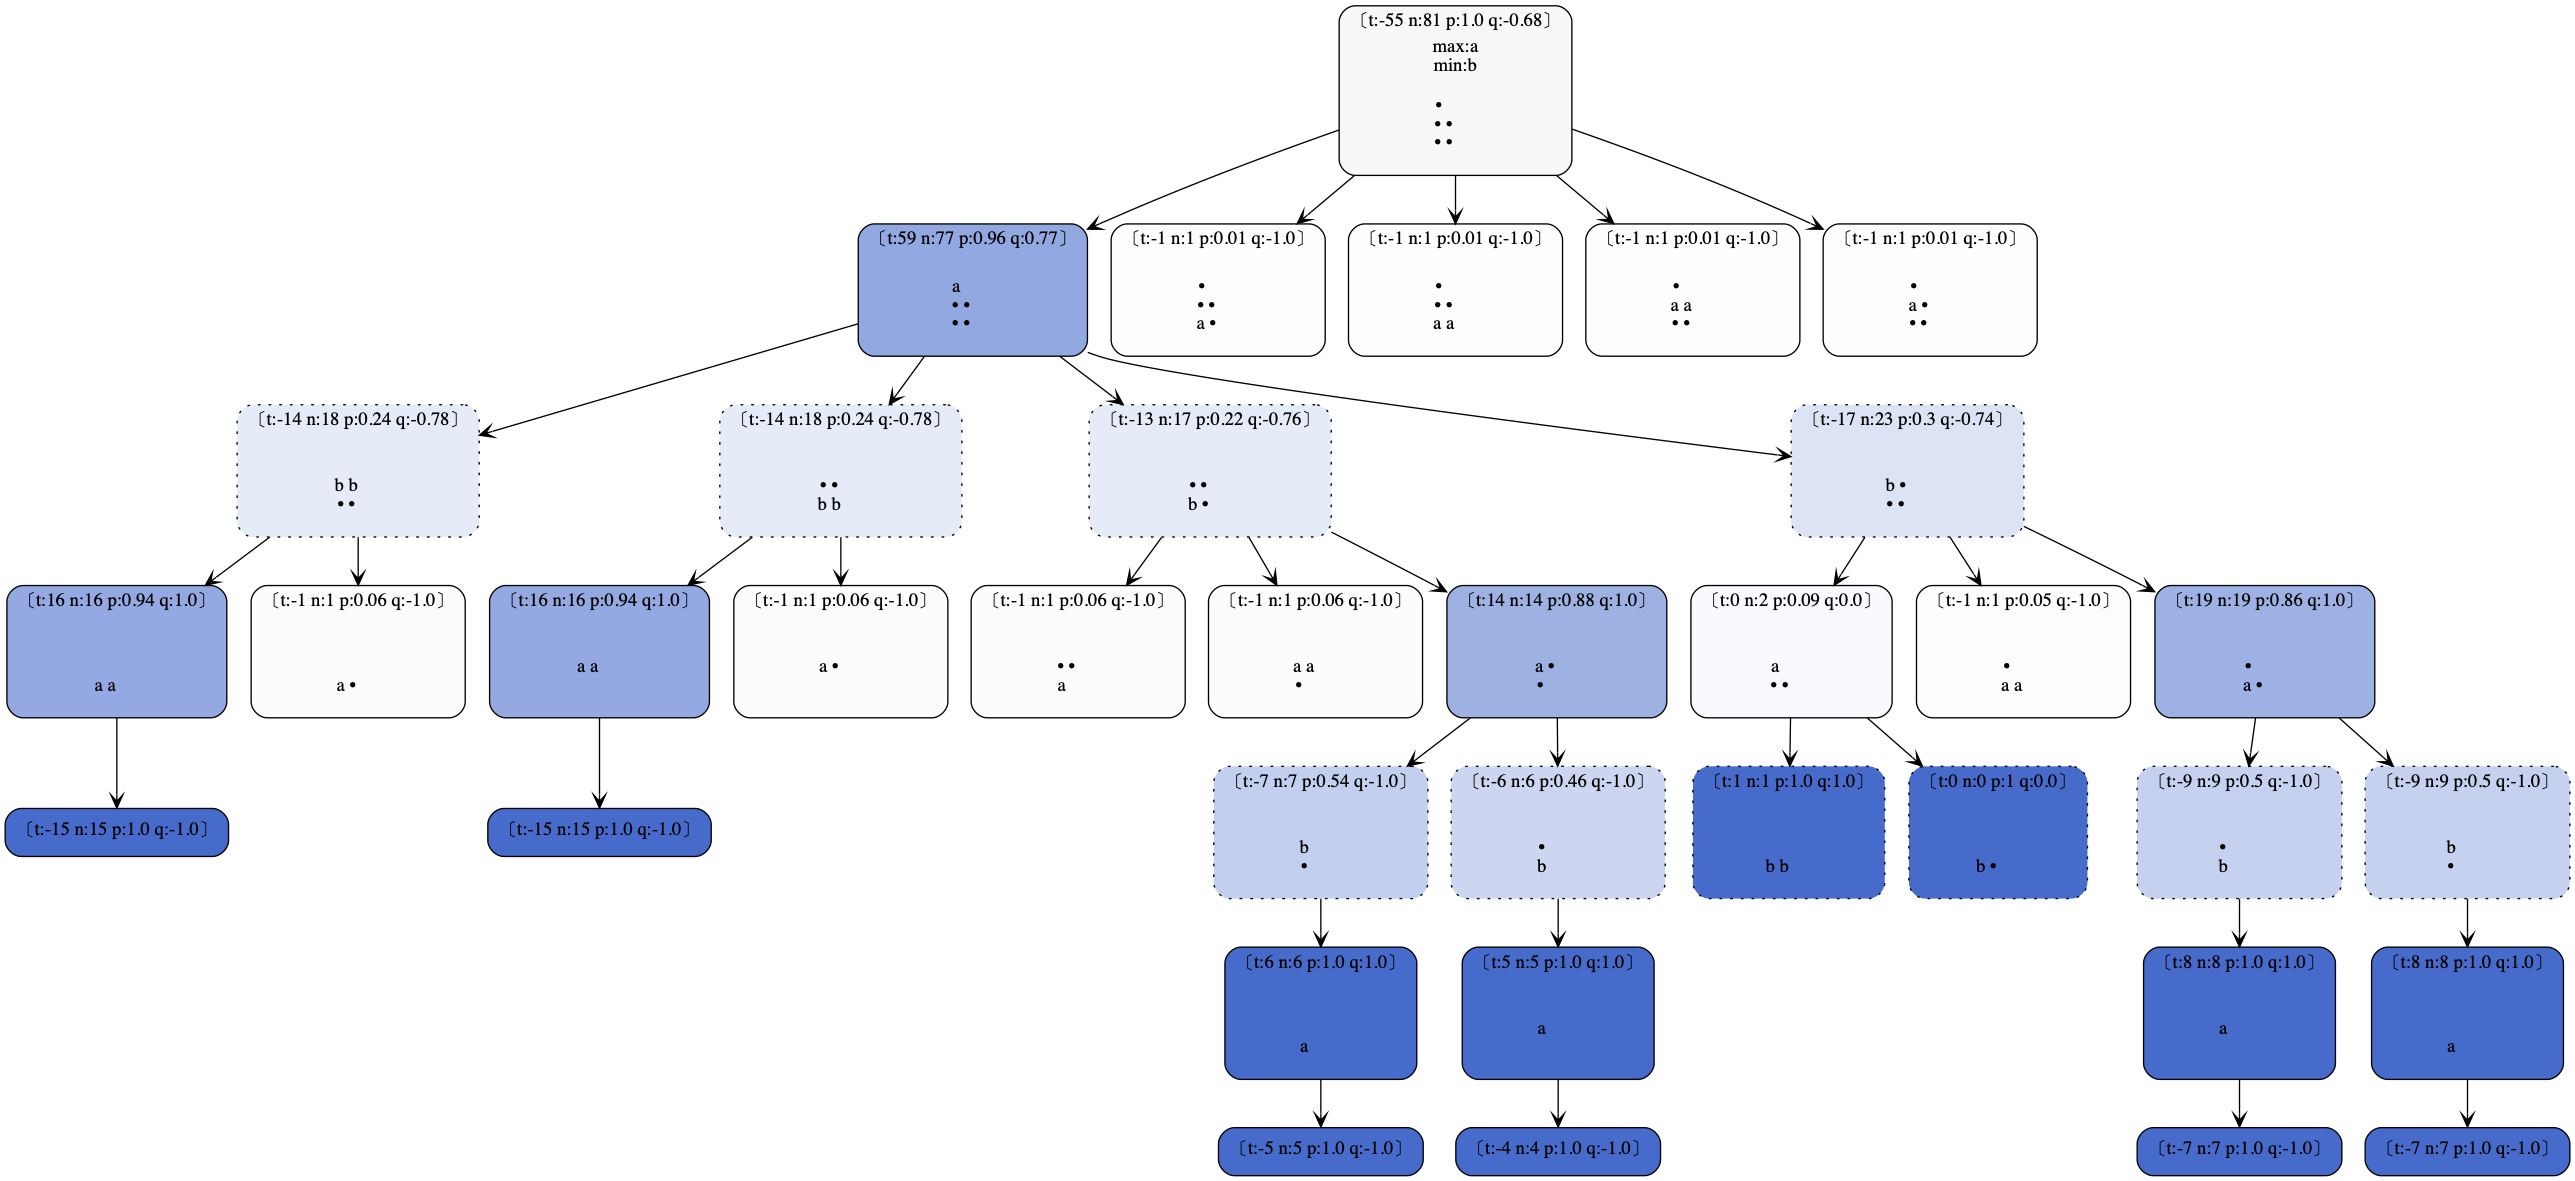 〔t:-55 n:81 p:1.0 q:-0.68〕
max:a
min:b
•
• •
• •
〔t:59 n:77 p:0.96 q:0.77〕
a
• •
• •
〔t:-1 n:1 p:0.01 q:-1.0〕
•
• •
a •
〔t:-1 n:1 p:0.01 q:-1.0〕
•
• •
a a
〔t:-1 n:1 p:0.01 q:-1.0〕
•
a a
• •
〔t:-1 n:1 p:0.01 q:-1.0〕
•
a •
• •
〔t:-14 n:18 p:0.24 q:-0.78〕
b b
• •
〔t:-14 n:18 p:0.24 q:-0.78〕
• •
b b
〔t:-13 n:17 p:0.22 q:-0.76〕
• •
b •
〔t:-17 n:23 p:0.3 q:-0.74〕
b •
• •
〔t:16 n:16 p:0.94 q:1.0〕
a a
〔t:-1 n:1 p:0.06 q:-1.0〕
a •
〔t:16 n:16 p:0.94 q:1.0〕
a a
〔t:-1 n:1 p:0.06 q:-1.0〕
a •
〔t:-1 n:1 p:0.06 q:-1.0〕
• •
a
〔t:-1 n:1 p:0.06 q:-1.0〕
a a
•
〔t:14 n:14 p:0.88 q:1.0〕
a •
•
〔t:0 n:2 p:0.09 q:0.0〕
a
• •
〔t:-1 n:1 p:0.05 q:-1.0〕
•
a a
〔t:19 n:19 p:0.86 q:1.0〕
•
a •
〔t:-15 n:15 p:1.0 q:-1.0〕
〔t:-15 n:15 p:1.0 q:-1.0〕
〔t:-7 n:7 p:0.54 q:-1.0〕
b
•
〔t:-6 n:6 p:0.46 q:-1.0〕
•
b
〔t:1 n:1 p:1.0 q:1.0〕
b b
〔t:0 n:0 p:1 q:0.0〕
b •
〔t:-9 n:9 p:0.5 q:-1.0〕
•
b
〔t:-9 n:9 p:0.5 q:-1.0〕
b
•
〔t:6 n:6 p:1.0 q:1.0〕
a
〔t:5 n:5 p:1.0 q:1.0〕
a
〔t:8 n:8 p:1.0 q:1.0〕
a
〔t:8 n:8 p:1.0 q:1.0〕
a
〔t:-5 n:5 p:1.0 q:-1.0〕
〔t:-4 n:4 p:1.0 q:-1.0〕
〔t:-7 n:7 p:1.0 q:-1.0〕
〔t:-7 n:7 p:1.0 q:-1.0〕